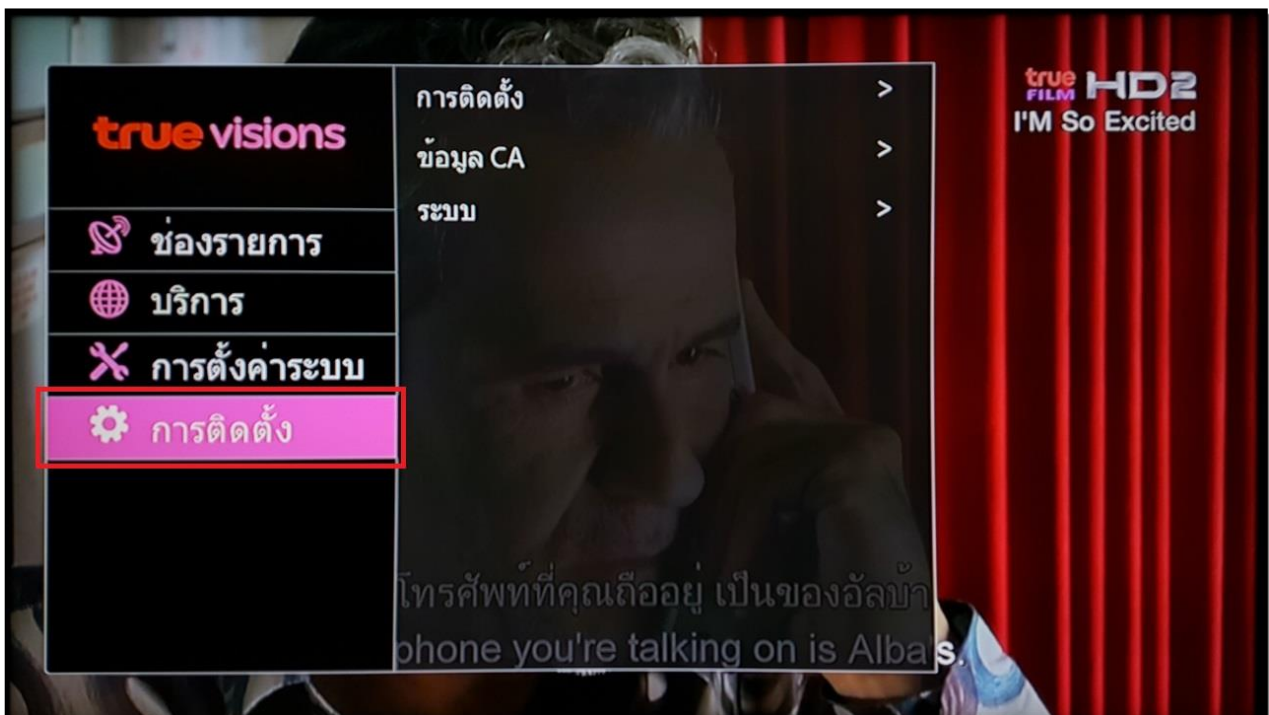 true visions
ช่องรายการ
บริการ
การตั้งค่าระบบ
การติดตั้ง
การติดตั้ง >
ข้อมูล CA >
ระบบ >
true
FILM HD2
I'M So Excited
โทรศัพท์ที่คุณถืออยู่ เป็นของอัลบ้า
phone you're talking on is Alba's.